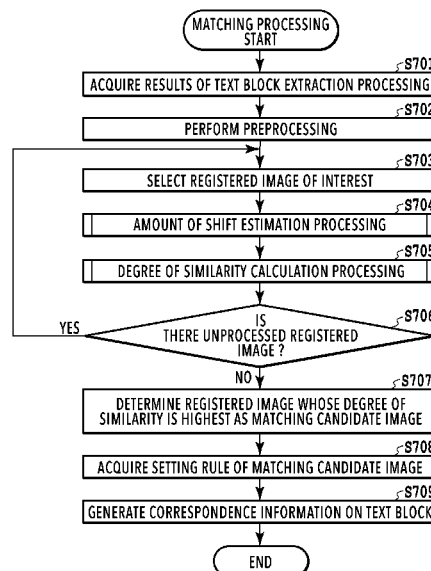 MATCHING PROCESSING
START
S701
ACQUIRE RESULTS OF TEXT BLOCK EXTRACTION PROCESSING
S702
PERFORM PREPROCESSING
S703
SELECT REGISTERED IMAGE OF INTEREST
S704
AMOUNT OF SHIFT ESTIMATION PROCESSING
S705
DEGREE OF SIMILARITY CALCULATION PROCESSING
S706
IS
THERE UNPROCESSED REGISTERED
IMAGE ?
YES
NO
S707
DETERMINE REGISTERED IMAGE WHOSE DEGREE OF
SIMILARITY IS HIGHEST AS MATCHING CANDIDATE IMAGE
S708
ACQUIRE SETTING RULE OF MATCHING CANDIDATE IMAGE
S709
GENERATE CORRESPONDENCE INFORMATION ON TEXT BLOCK
END